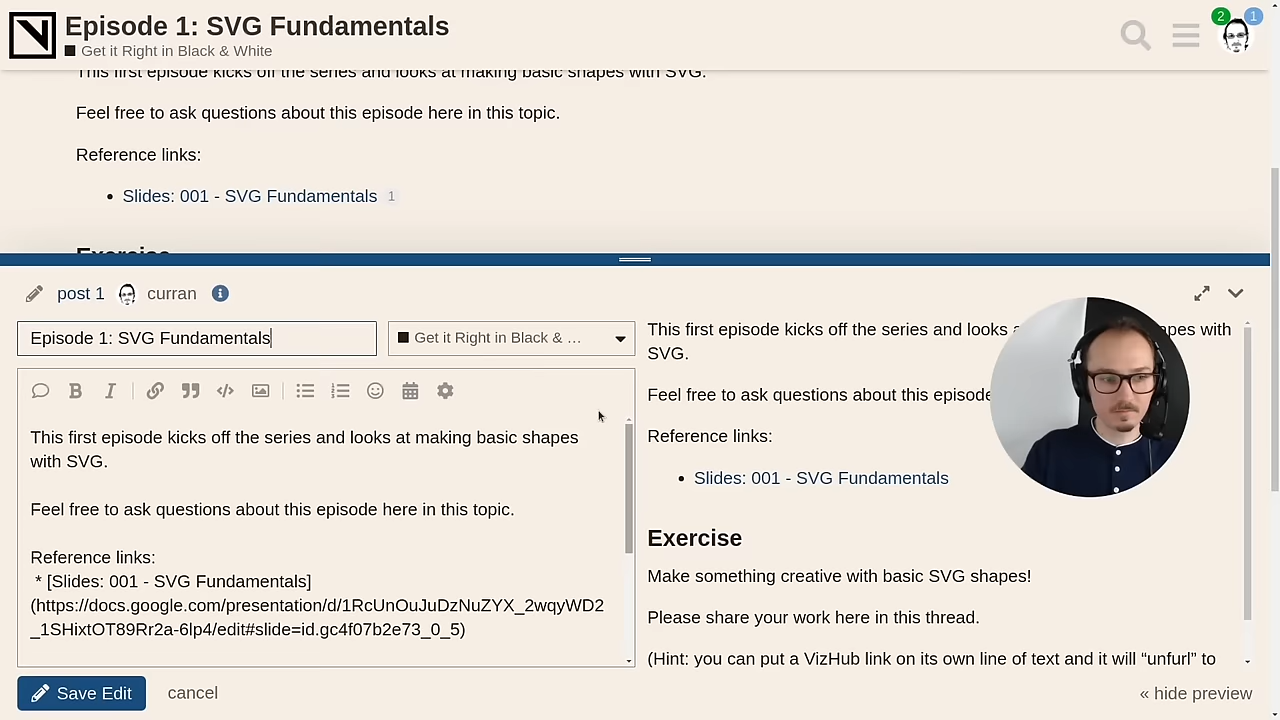 Episode 1: SVG Fundamentals
Get it Right in Black & White
2
1
This first episode kicks off the series and looks at making basic shapes with SVG.
Feel free to ask questions about this episode here in this topic.
Reference links:
Slides: 001 - SVG Fundamentals 1
Exercise
post 1 curran
Episode 1: SVG Fundamentals
Get it Right in Black & ...
This first episode kicks off the series and looks at making basic shapes
with SVG.
Feel free to ask questions about this episode here in this topic.
Reference links:
* [Slides: 001 - SVG Fundamentals]
(https://docs.google.com/presentation/d/1RcUnOuJuDzNuZYX_2wqyWD2
_1SHixtOT89Rr2a-6lp4/edit#slide=id.gc4f07b2e73_0_5)
This first episode kicks off the series and looks with
SVG.
Feel free to ask questions about this episode
Reference links:
Slides: 001 - SVG Fundamentals
Exercise
Make something creative with basic SVG shapes!
Please share your work here in this thread.
(Hint: you can put a VizHub link on its own line of text and it will “unfurl” to
Save Edit
cancel
« hide preview